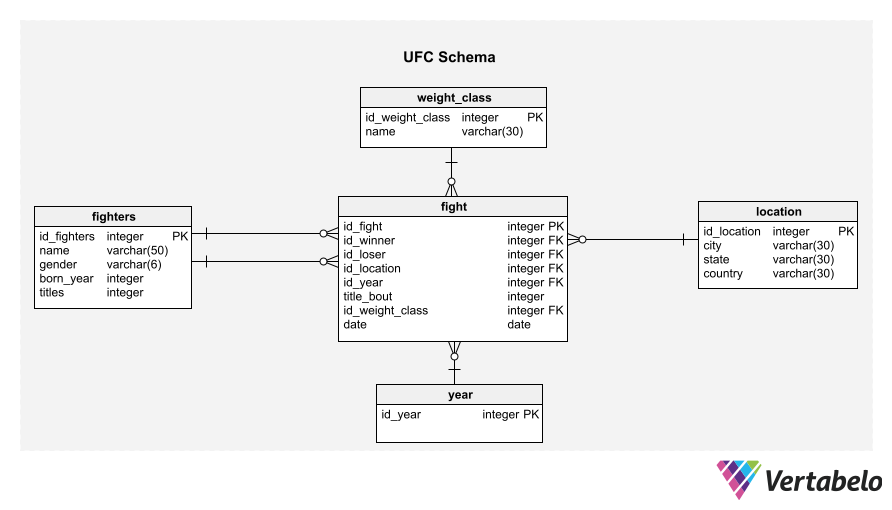 UFC Schema
weight_class
id_weight_class integer PK
name varchar(30)
fighters
id_fighters integer PK
name varchar(50)
gender varchar(6)
born_year integer
titles integer
fight
id_fight integer PK
id_winner integer FK
id_loser integer FK
id_location integer FK
id_year integer FK
title_bout integer
id_weight_class integer FK
date date
location
id_location integer PK
city varchar(30)
state varchar(30)
country varchar(30)
year
id_year integer PK
Vertabelo